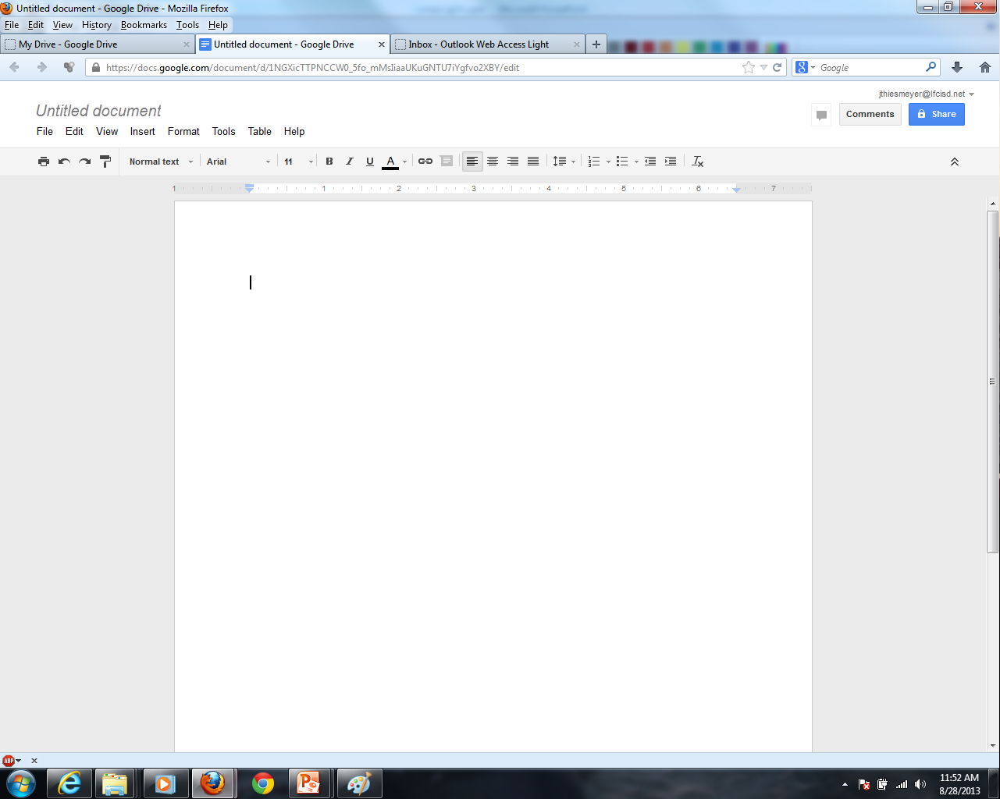 Untitled document - Google Drive - Mozilla Firefox
File Edit View History Bookmarks Tools Help
My Drive - Google Drive Untitled document - Google Drive Inbox - Outlook Web Access Light
https://docs.google.com/document/d/1NGXicTTPNCCW0_5fo_mMsIiaaUKuGNTU7iYgfvo2XBY/edit Google
jthiesmeyer@lfcisd.net
Untitled document
Comments Share
File Edit View Insert Format Tools Table Help
Normal text Arial 11 B I U A
1 1 2 3 4 5 6 7
ABP
11:52 AM
8/28/2013